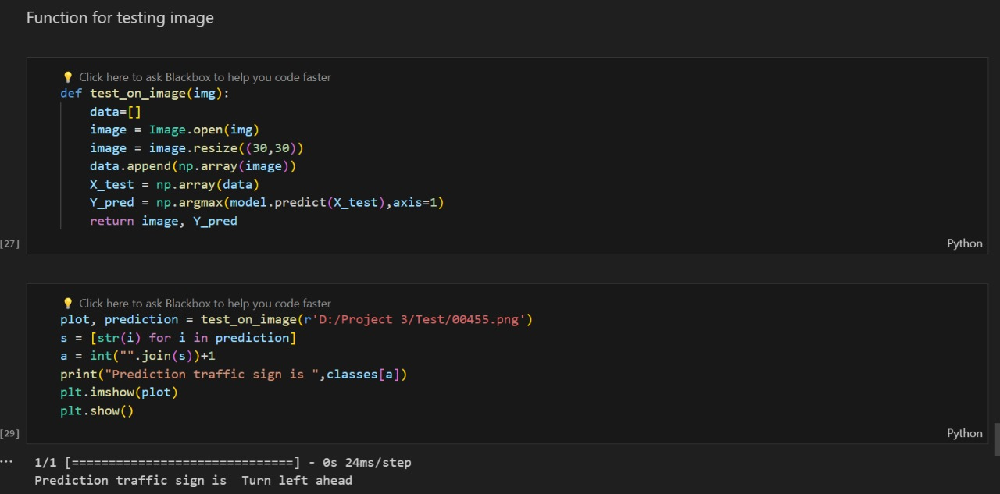 Function for testing image
💡 Click here to ask Blackbox to help you code faster
def test_on_image(img):
    data=[]
    image = Image.open(img)
    image = image.resize((30,30))
    data.append(np.array(image))
    X_test = np.array(data)
    Y_pred = np.argmax(model.predict(X_test),axis=1)
    return image, Y_pred
[27]
Python
💡 Click here to ask Blackbox to help you code faster
plot, prediction = test_on_image(r'D:/Project 3/Test/00455.png')
s = [str(i) for i in prediction]
a = int("".join(s))+1
print("Prediction traffic sign is ",classes[a])
plt.imshow(plot)
plt.show()
[29]
Python
... 1/1 [==============================] - 0s 24ms/step
Prediction traffic sign is  Turn left ahead